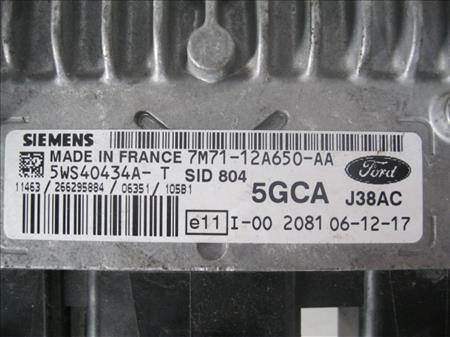 SIEMENS
MADE IN FRANCE 7M71-12A650-AA
5WS40434A- T SID 804
11463 / 266295884 / 06351 / 105B1
Ford
5GCA J38AC
e11 I-00 2081 06-12-17